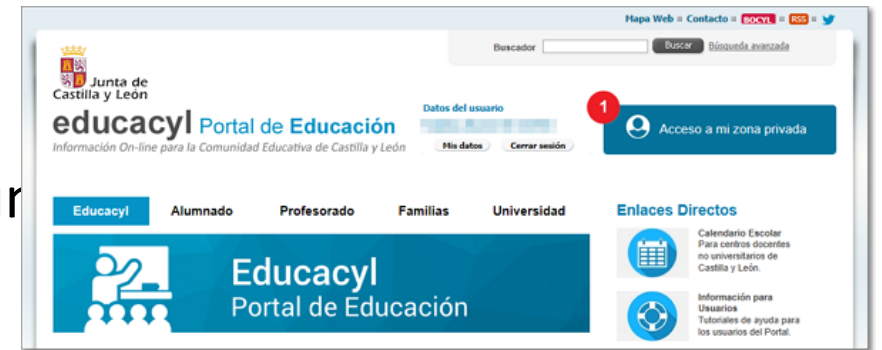 Mapa Web :: Contacto :: BOCYL :: RSS ::
Buscador Buscar Búsqueda avanzada
Junta de
Castilla y León
educacyl Portal de Educación
Información On-line para la Comunidad Educativa de Castilla y León
Datos del usuario
Mis datos Cerrar sesión
1
Acceso a mi zona privada
Educacyl Alumnado Profesorado Familias Universidad
Educacyl
Portal de Educación
Enlaces Directos
Calendario Escolar
Para centros docentes
no universitarios de
Castilla y León.
Información para
Usuarios
Tutoriales de ayuda para
los usuarios del Portal.